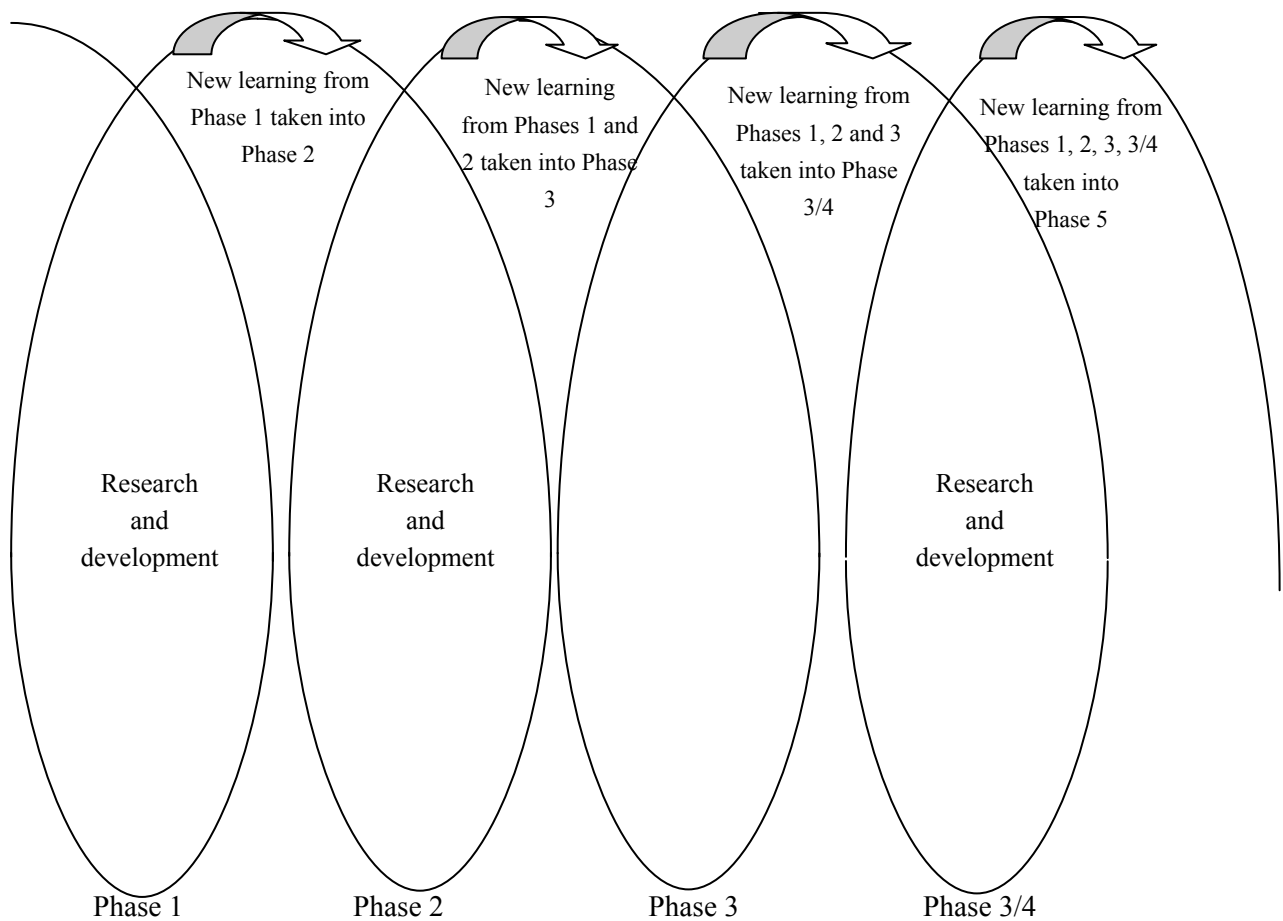 New learning from
Phase 1 taken into
Phase 2
New learning
from Phases 1 and
2 taken into Phase
3
New learning from
Phases 1, 2 and 3
taken into Phase
3/4
New learning from
Phases 1, 2, 3, 3/4
taken into
Phase 5
Research
and
development
Research
and
development
Research
and
development
Phase 1
Phase 2
Phase 3
Phase 3/4